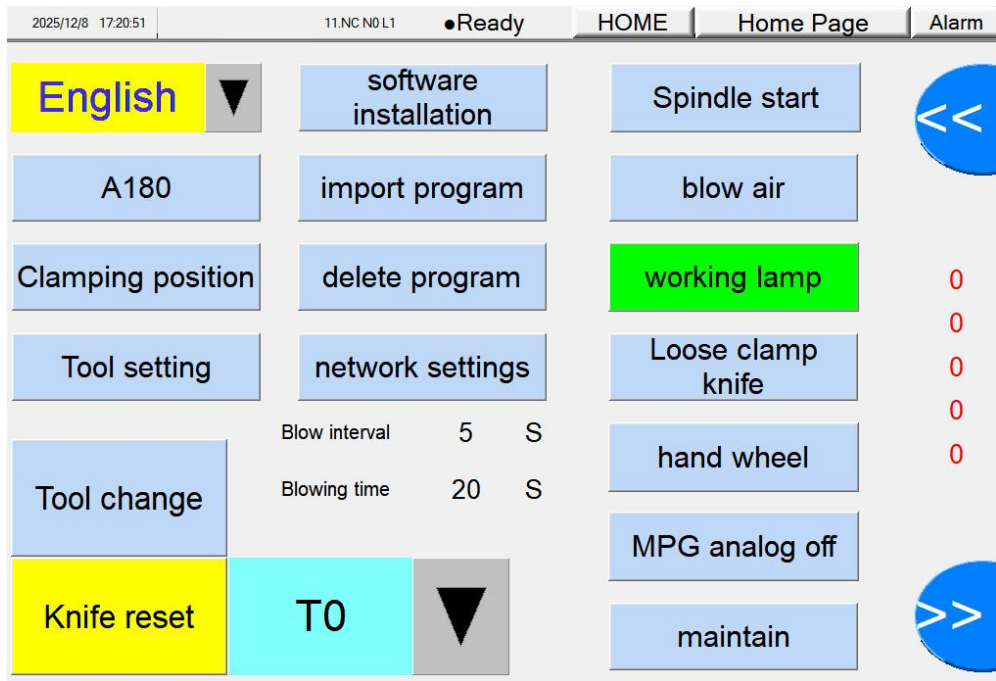 2025/12/8 17:20:51 11.NC N0 L1 ●Ready HOME Home Page Alarm
English ▼
software
installation
Spindle start
<<
A180
import program
blow air
Clamping position
delete program
working lamp
0
0
Tool setting
network settings
Loose clamp
knife
0
0
Blow interval 5 S
hand wheel
0
Tool change
Blowing time 20 S
MPG analog off
Knife reset
T0 ▼
maintain
>>